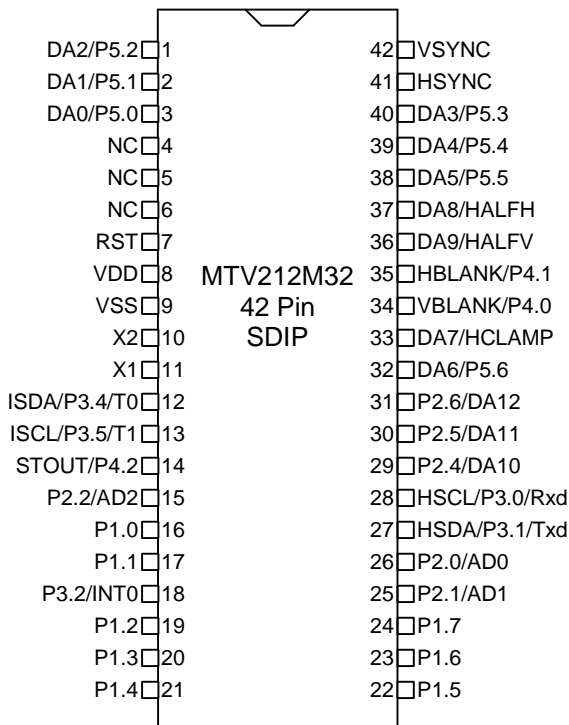 DA2/P5.2 1 42 VSYNC
DA1/P5.1 2 41 HSYNC
DA0/P5.0 3 40 DA3/P5.3
NC 4 39 DA4/P5.4
NC 5 38 DA5/P5.5
NC 6 37 DA8/HALFH
RST 7 36 DA9/HALFV
VDD 8 MTV212M32 35 HBLANK/P4.1
VSS 9 42 Pin 34 VBLANK/P4.0
X2 10 SDIP 33 DA7/HCLAMP
X1 11 32 DA6/P5.6
ISDA/P3.4/T0 12 31 P2.6/DA12
ISCL/P3.5/T1 13 30 P2.5/DA11
STOUT/P4.2 14 29 P2.4/DA10
P2.2/AD2 15 28 HSCL/P3.0/Rxd
P1.0 16 27 HSDA/P3.1/Txd
P1.1 17 26 P2.0/AD0
P3.2/INT0 18 25 P2.1/AD1
P1.2 19 24 P1.7
P1.3 20 23 P1.6
P1.4 21 22 P1.5